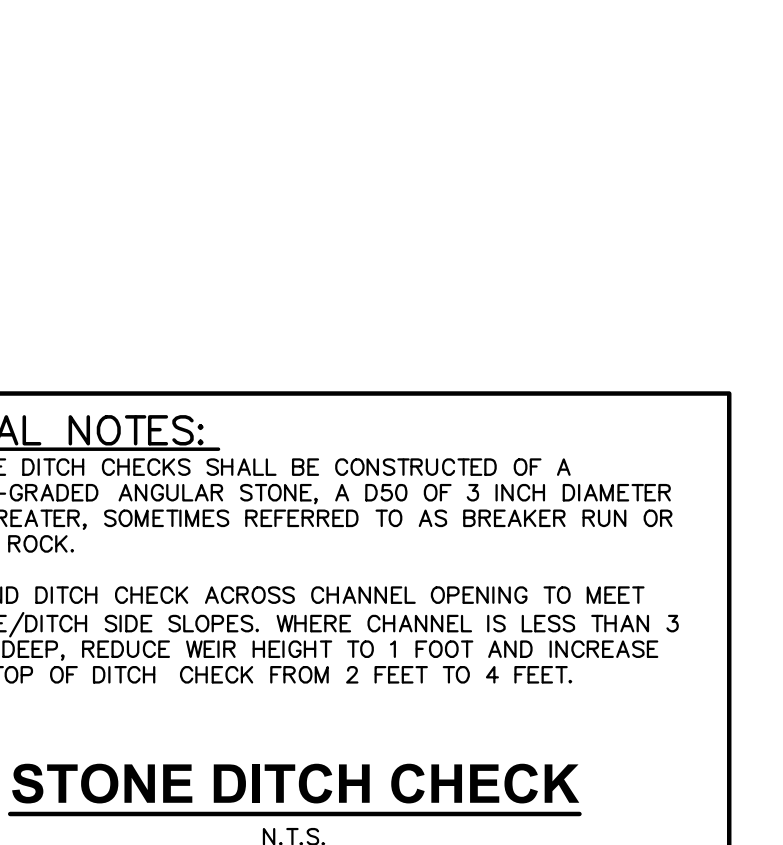 AL NOTES:
E DITCH CHECKS SHALL BE CONSTRUCTED OF A
-GRADED ANGULAR STONE, A D50 OF 3 INCH DIAMETER
REATER, SOMETIMES REFERRED TO AS BREAKER RUN OR
ROCK.
ND DITCH CHECK ACROSS CHANNEL OPENING TO MEET
E/DITCH SIDE SLOPES. WHERE CHANNEL IS LESS THAN 3
DEEP, REDUCE WEIR HEIGHT TO 1 FOOT AND INCREASE
TOP OF DITCH CHECK FROM 2 FEET TO 4 FEET.
STONE DITCH CHECK
N.T.S.